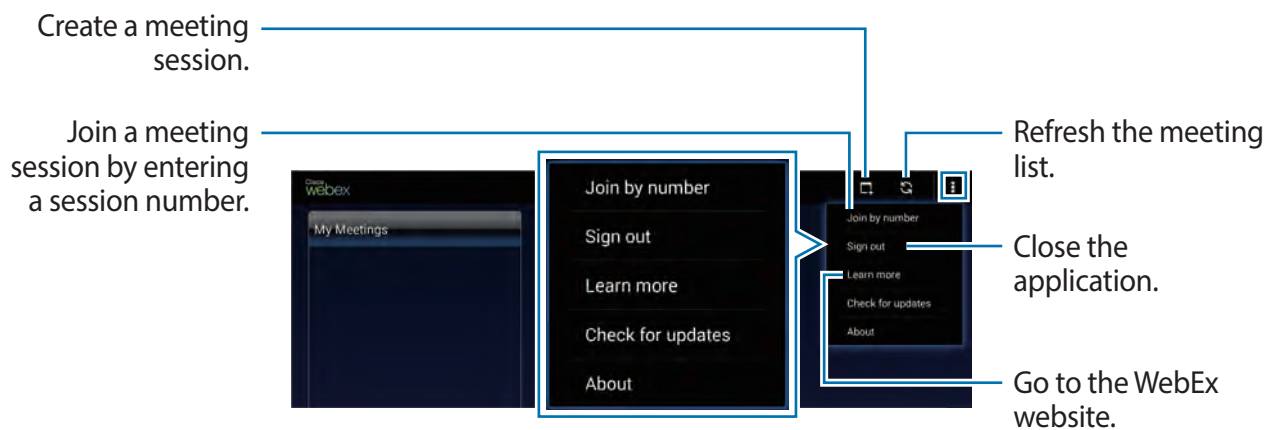 Create a meeting
session.
Join a meeting
session by entering
a session number.
Cisco
webex
My Meetings
Join by number
Sign out
Learn more
Check for updates
About
Join by number
Sign out
Learn more
Check for updates
About
Refresh the meeting
list.
Close the
application.
Go to the WebEx
website.